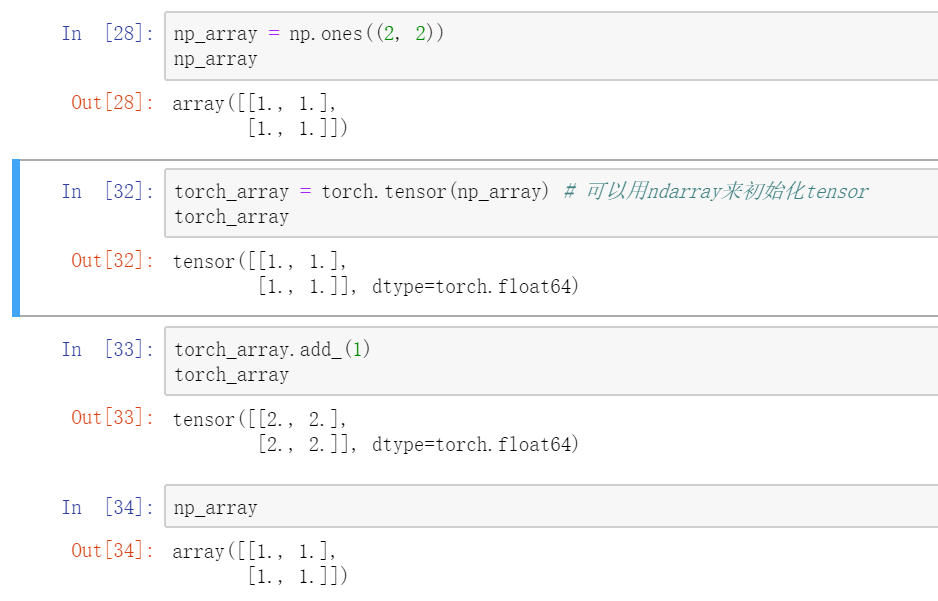 In [28]: np_array = np.ones((2, 2))
np_array
Out[28]: array([[1., 1.],
[1., 1.]])
In [32]: torch_array = torch.tensor(np_array) # 可以用ndarray来初始化tensor
torch_array
Out[32]: tensor([[1., 1.],
[1., 1.]], dtype=torch.float64)
In [33]: torch_array.add_(1)
torch_array
Out[33]: tensor([[2., 2.],
[2., 2.]], dtype=torch.float64)
In [34]: np_array
Out[34]: array([[1., 1.],
[1., 1.]])